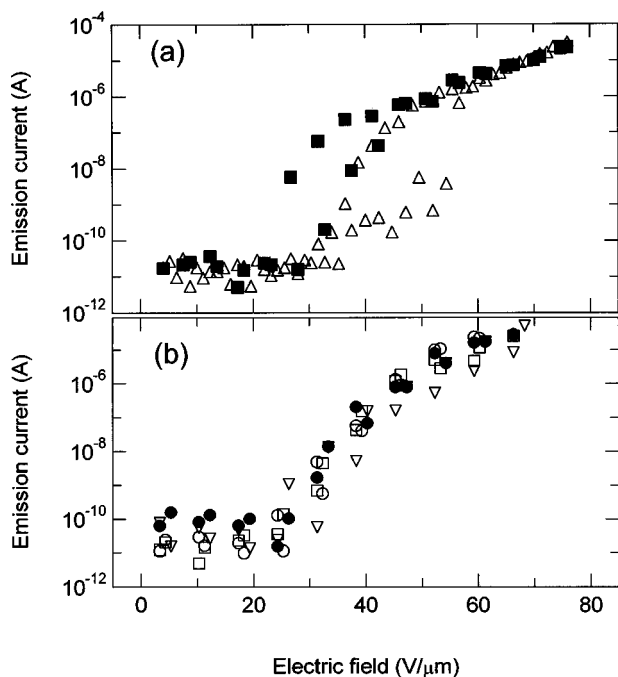 (a)
Emission current (A)
10⁻⁴
10⁻⁶
10⁻⁸
10⁻¹⁰
10⁻¹²
(b)
Emission current (A)
10⁻⁶
10⁻⁸
10⁻¹⁰
10⁻¹²
0 20 40 60 80
Electric field (V/μm)